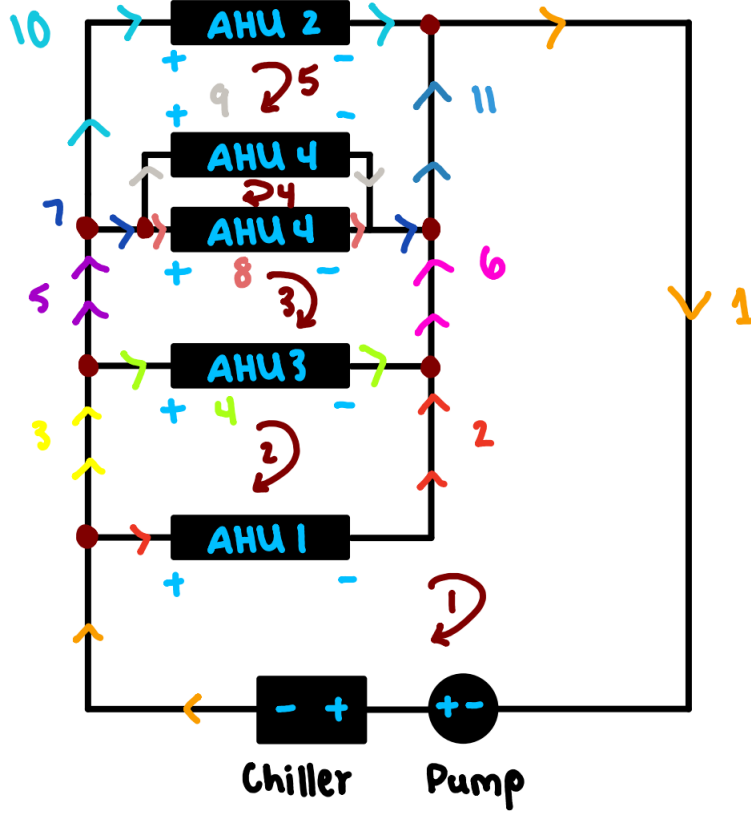 10 AHU 2
+ -
9 5
+ -
AHU 4
4
7 AHU 4
+ 8 -
5 3 6
1
AHU 3
+ 4 -
3 2 2
AHU 1
+ -
1
- + + -
Chiller Pump
11